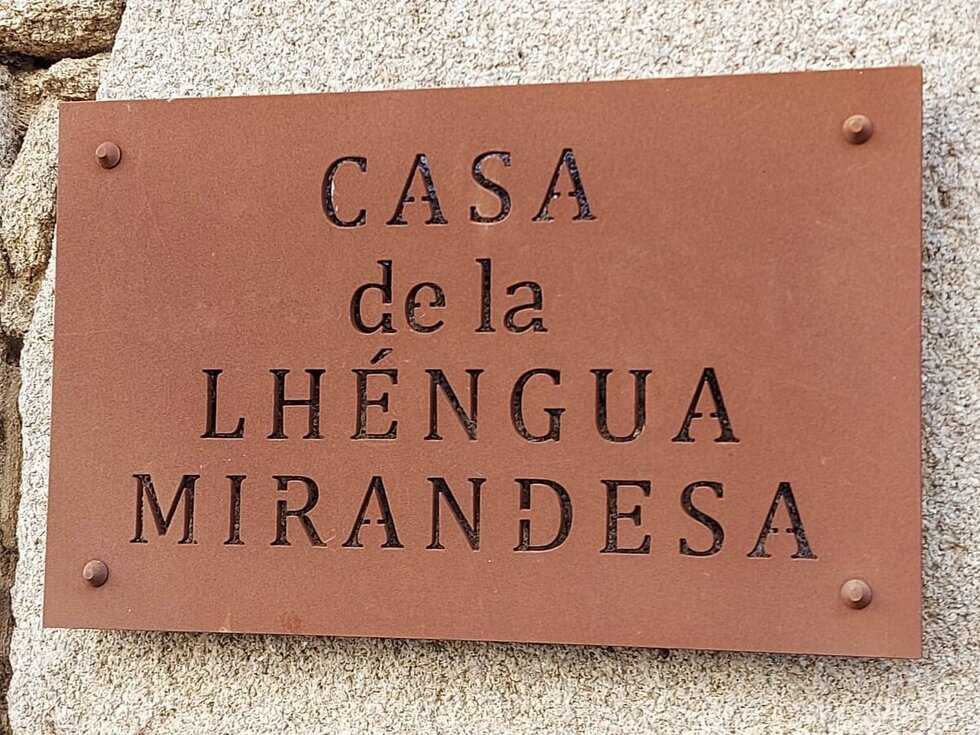 CASA
de la
LHÉNGUA
MIRANDESA